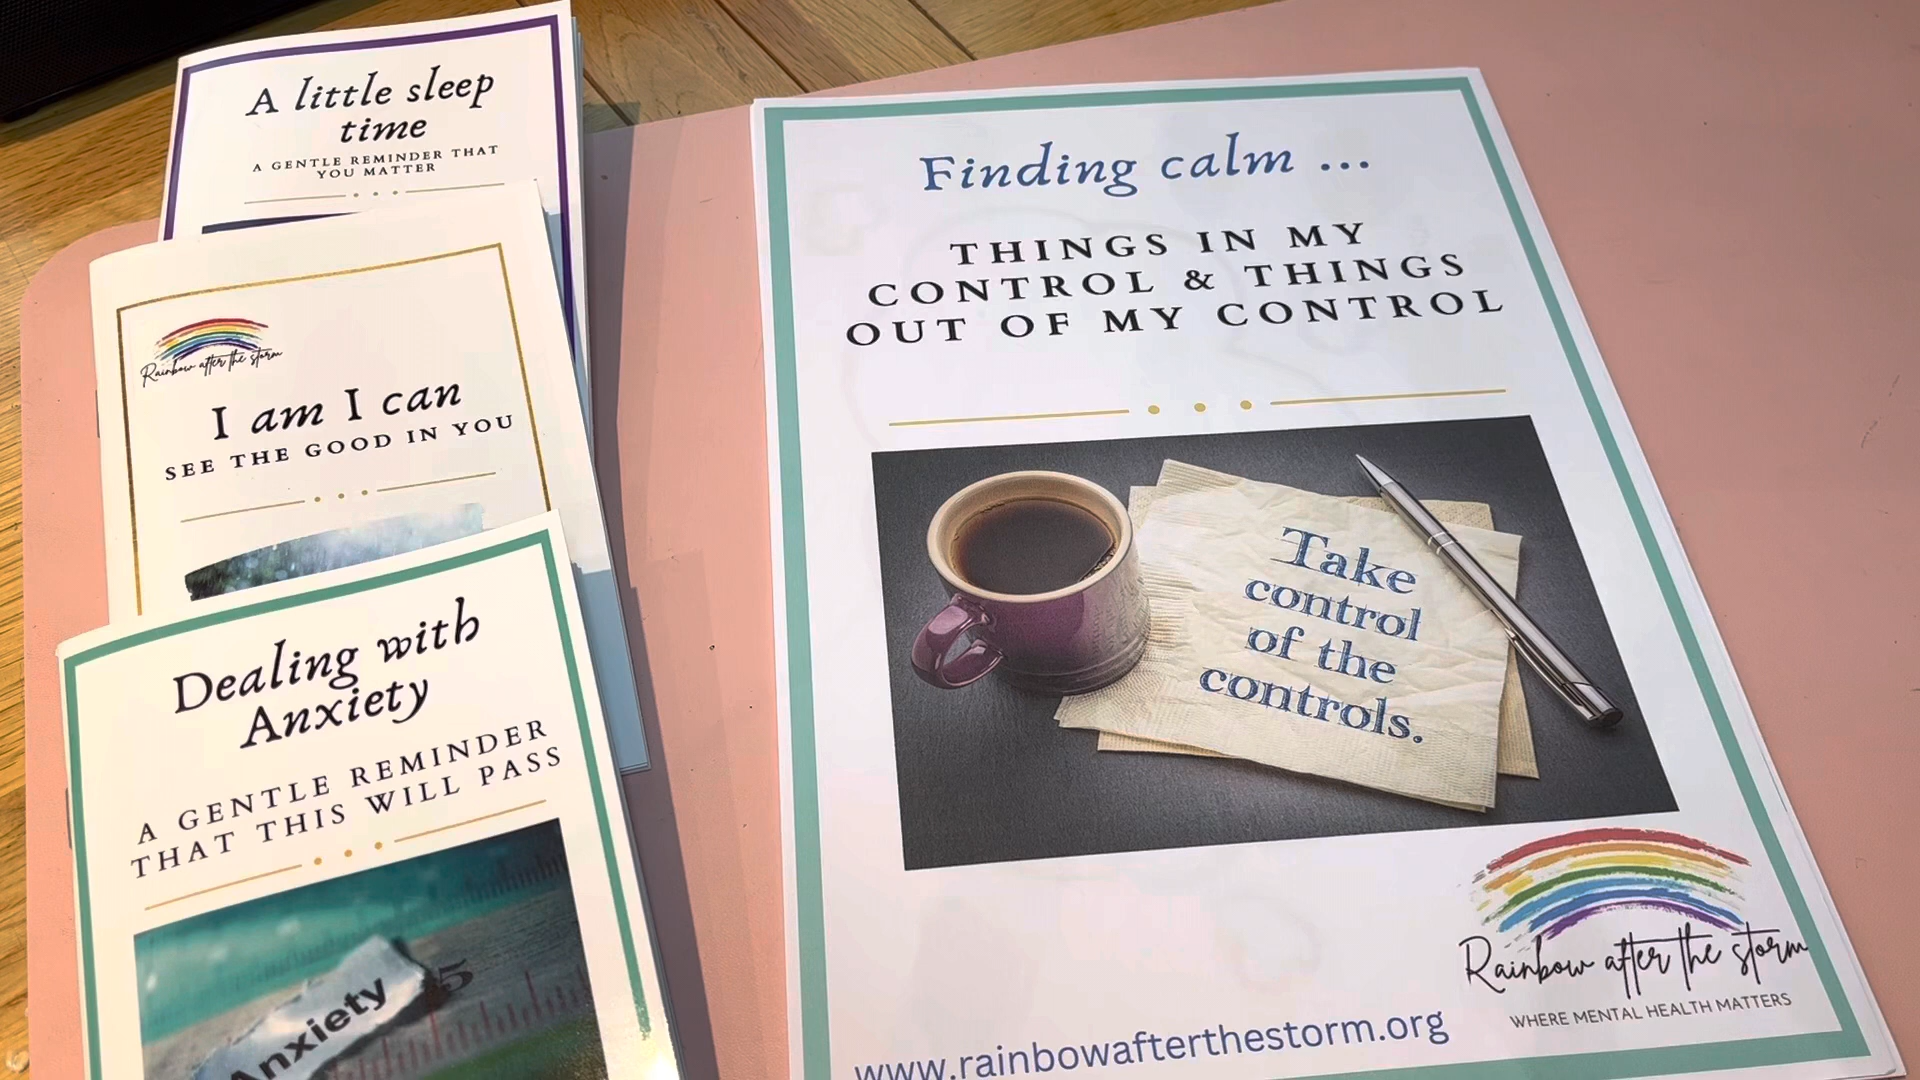 A little sleep
time
A GENTLE REMINDER THAT
YOU MATTER
Rainbow after the storm
I am I can
SEE THE GOOD IN YOU
Dealing with
Anxiety
A GENTLE REMINDER
THAT THIS WILL PASS
Anxiety
5
Finding calm ...
THINGS IN MY
CONTROL & THINGS
OUT OF MY CONTROL
Take
control
of the
controls.
Rainbow after the storm
WHERE MENTAL HEALTH MATTERS
www.rainbowafterthestorm.org